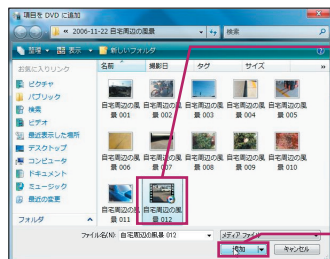 項目を DVD に追加
« 2006-11-22 自宅周辺の風景
検索
整理 表示 新しいフォルダ
お気に入りリンク
ピクチャ
パブリック
検索
ビデオ
最近表示した場所
デスクトップ
コンピュータ
ドキュメント
ミュージック
最近の変更
フォルダ
名前 撮影日 タグ サイズ »
自宅周辺の風景 001
自宅周辺の風景 002
自宅周辺の風景 003
自宅周辺の風景 004
自宅周辺の風景 005
自宅周辺の風景 006
自宅周辺の風景 007
自宅周辺の風景 008
自宅周辺の風景 009
自宅周辺の風景 010
自宅周辺の風景 011
自宅周辺の風景 012
ファイル名(N): 自宅周辺の風景 012
メディア ファイル
追加
キャンセル